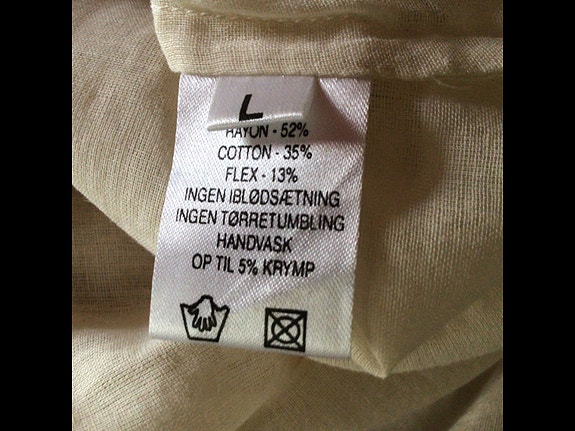 L
RAYON - 52%
COTTON - 35%
FLEX - 13%
INGEN IBLØDSÆTNING
INGEN TØRRETUMBLING
HANDVASK
OP TIL 5% KRYMP